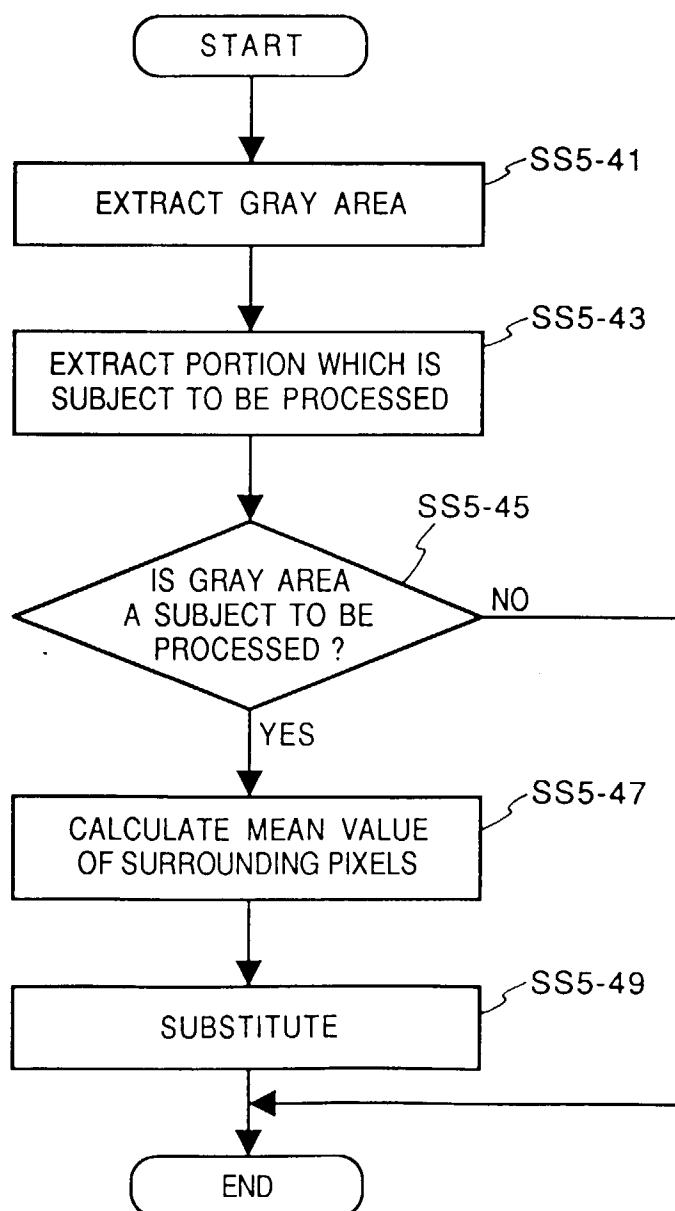 START
SS5-41
EXTRACT GRAY AREA
SS5-43
EXTRACT PORTION WHICH IS
SUBJECT TO BE PROCESSED
SS5-45
IS GRAY AREA
A SUBJECT TO BE
PROCESSED ?
NO
YES
SS5-47
CALCULATE MEAN VALUE
OF SURROUNDING PIXELS
SS5-49
SUBSTITUTE
END